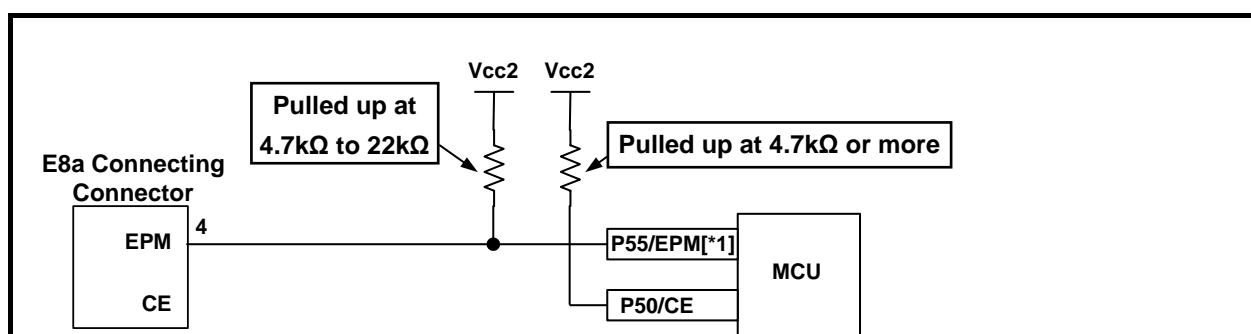 Vcc2 Vcc2
Pulled up at
4.7kΩ to 22kΩ
Pulled up at 4.7kΩ or more
E8a Connecting
Connector
4
EPM
P55/EPM[*1]
MCU
CE
P50/CE